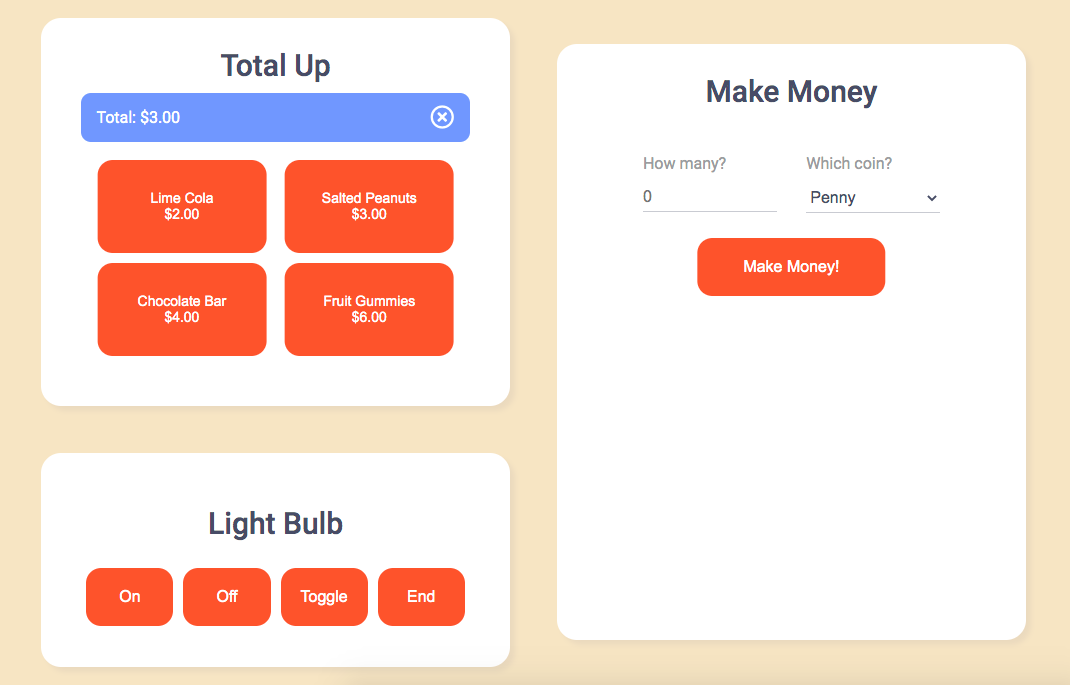 Total Up
Total: $3.00
Lime Cola
$2.00
Salted Peanuts
$3.00
Chocolate Bar
$4.00
Fruit Gummies
$6.00
Light Bulb
On
Off
Toggle
End
Make Money
How many?
Which coin?
0
Penny
Make Money!